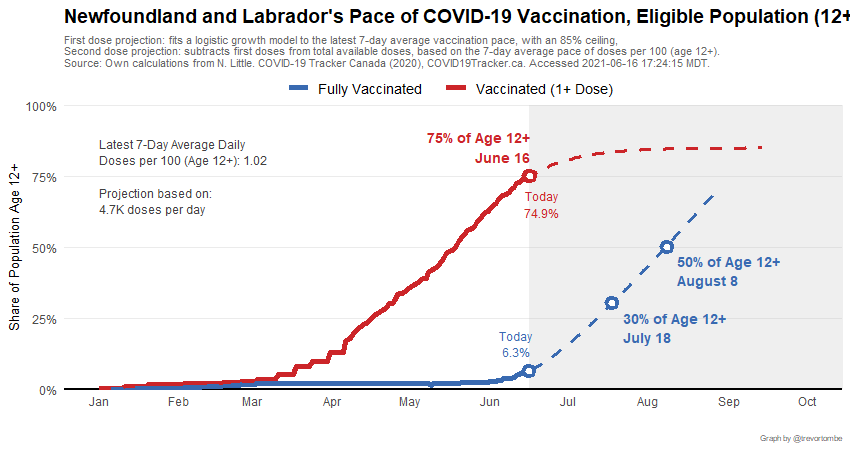 Newfoundland and Labrador's Pace of COVID-19 Vaccination, Eligible Population (12+
First dose projection: fits a logistic growth model to the latest 7-day average vaccination pace, with an 85% ceiling,
Second dose projection: subtracts first doses from total available doses, based on the 7-day average pace of doses per 100 (age 12+).
Source: Own calculations from N. Little. COVID-19 Tracker Canada (2020), COVID19Tracker.ca. Accessed 2021-06-16 17:24:15 MDT.
Fully Vaccinated
Vaccinated (1+ Dose)
Share of Population Age 12+
100%
75%
50%
25%
0%
Latest 7-Day Average Daily
Doses per 100 (Age 12+): 1.02
Projection based on:
4.7K doses per day
75% of Age 12+
June 16
Today
74.9%
50% of Age 12+
August 8
30% of Age 12+
July 18
Today
6.3%
Jan
Feb
Mar
Apr
May
Jun
Jul
Aug
Sep
Oct
Graph by @trevortombe